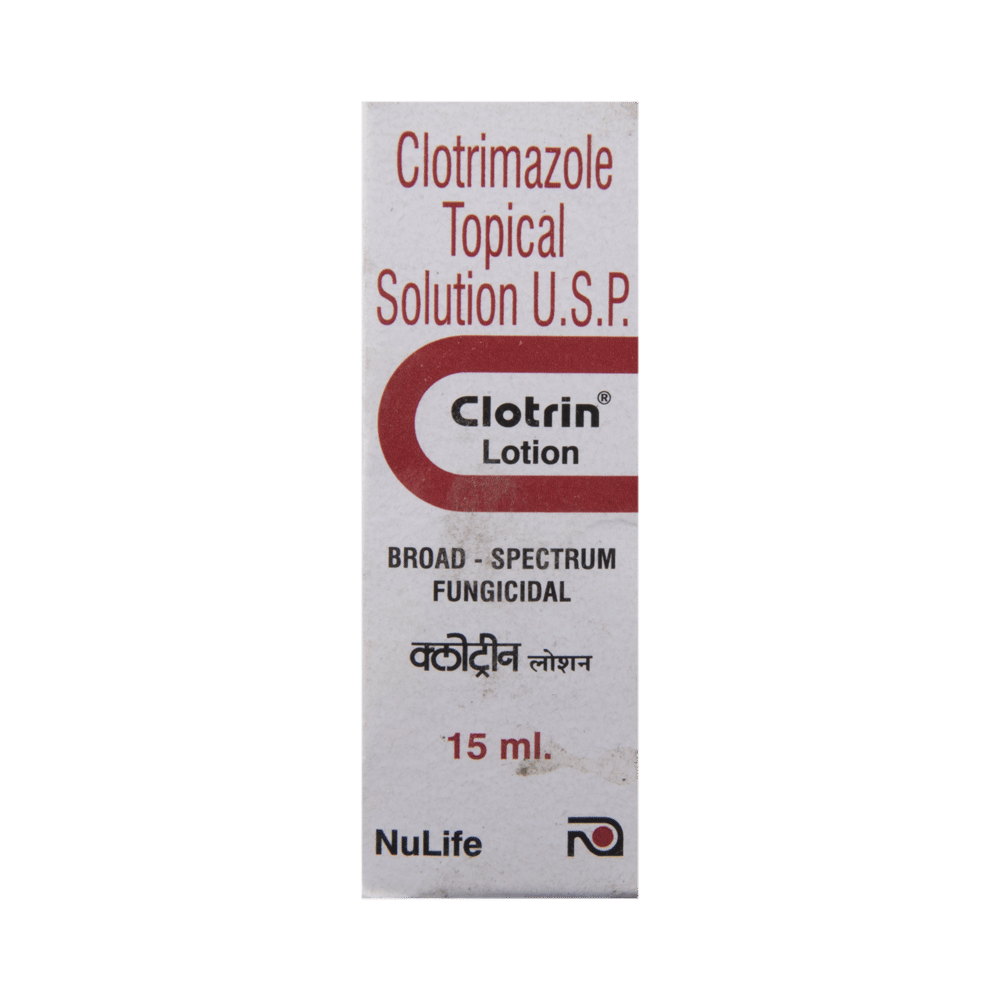 Clotrimazole
Topical
Solution U.S.P.
Clotrin®
Lotion
BROAD - SPECTRUM
FUNGICIDAL
क्लोट्रीन लोशन
15 ml.
NuLife